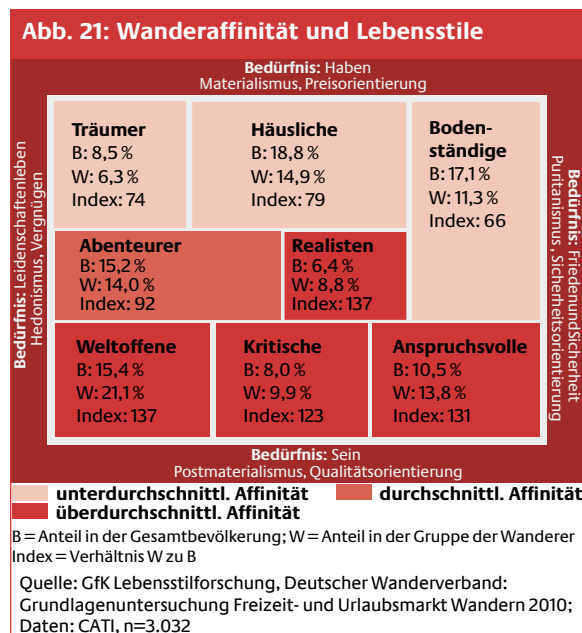 Abb. 21: Wanderaffinität und Lebensstile
Bedürfnis: Haben
Materialismus, Preisorientierung
Bedürfnis: Leidenschaftenleben
Hedonismus, Vergnügen
Träumer
B: 8,5 %
W: 6,3 %
Index: 74
Häusliche
B: 18,8 %
W: 14,9 %
Index: 79
Boden-
ständige
B: 17,1 %
W: 11,3 %
Index: 66
Abenteurer
B: 15,2 %
W: 14,0 %
Index: 92
Realisten
B: 6,4 %
W: 8,8 %
Index: 137
Weltoffene
B: 15,4 %
W: 21,1 %
Index: 137
Kritische
B: 8,0 %
W: 9,9 %
Index: 123
Anspruchsvolle
B: 10,5 %
W: 13,8 %
Index: 131
Bedürfnis: FriedenundSicherheit
Puritanismus, Sicherheitsorientierung
Bedürfnis: Sein
Postmaterialismus, Qualitätsorientierung
unterdurchschnittl. Affinität
durchschnittl. Affinität
überdurchschnittl. Affinität
B = Anteil in der Gesamtbevölkerung; W = Anteil in der Gruppe der Wanderer
Index = Verhältnis W zu B
Quelle: GfK Lebensstilforschung, Deutscher Wanderverband:
Grundlagenuntersuchung Freizeit- und Urlaubsmarkt Wandern 2010;
Daten: CATI, n=3.032